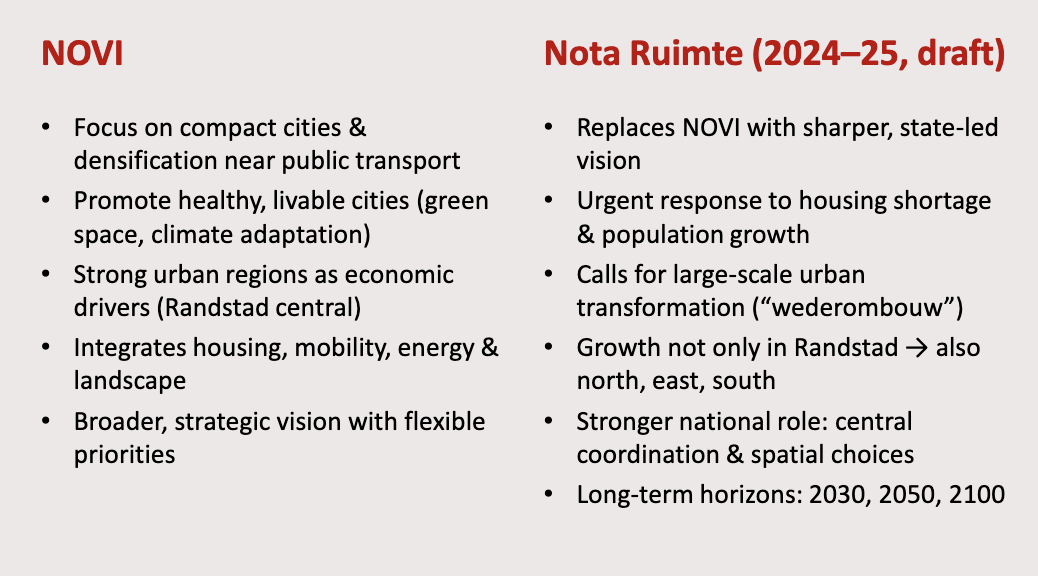 NOVI
• Focus on compact cities &
densification near public transport
• Promote healthy, livable cities (green
space, climate adaptation)
• Strong urban regions as economic
drivers (Randstad central)
• Integrates housing, mobility, energy &
landscape
• Broader, strategic vision with flexible
priorities
Nota Ruimte (2024–25, draft)
• Replaces NOVI with sharper, state-led
vision
• Urgent response to housing shortage
& population growth
• Calls for large-scale urban
transformation (“wederombouw”)
• Growth not only in Randstad → also
north, east, south
• Stronger national role: central
coordination & spatial choices
• Long-term horizons: 2030, 2050, 2100